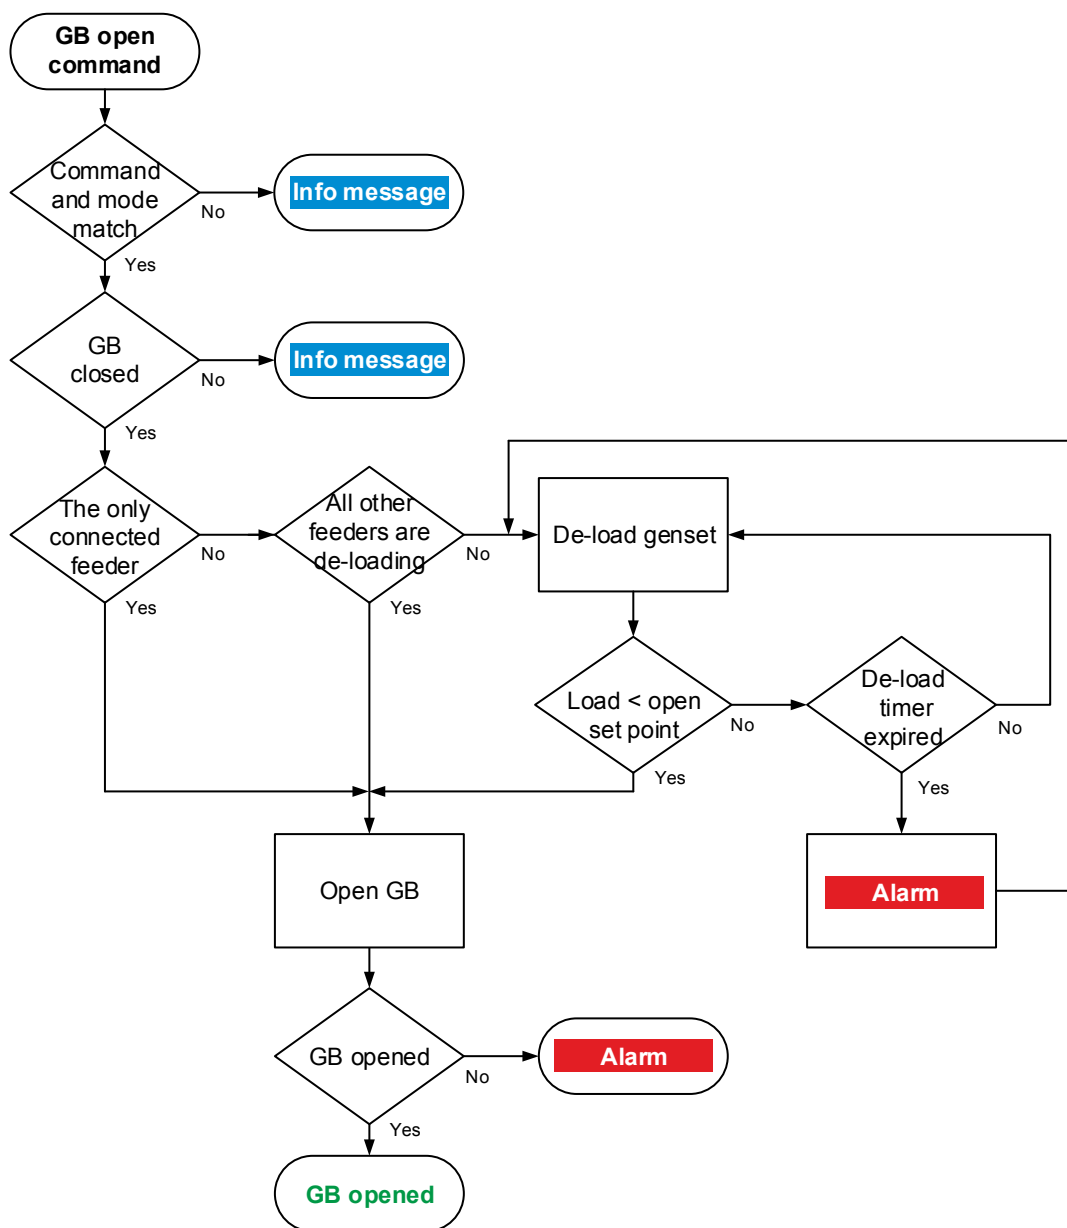 GB open
command
Command
and mode
match
No
Info message
Yes
GB
closed
No
Info message
Yes
The only
connected
feeder
No
Yes
All other
feeders are
de-loading
No
Yes
De-load genset
Load < open
set point
No
Yes
De-load
timer
expired
No
Yes
Alarm
Open GB
GB opened
No
Alarm
Yes
GB opened